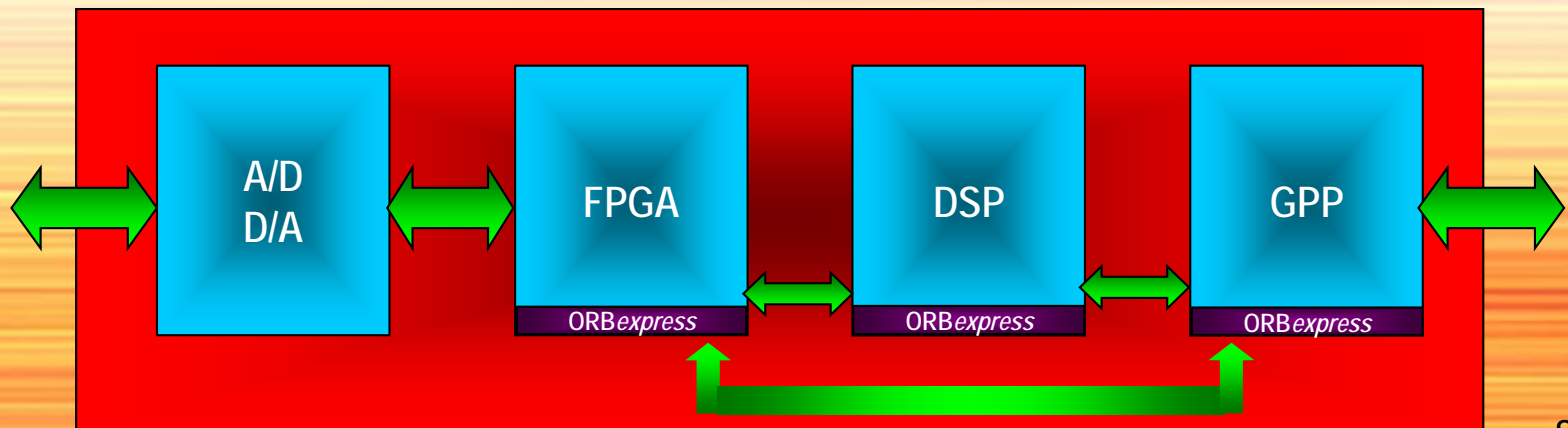 A/D
D/A
FPGA
DSP
GPP
ORBexpress
ORBexpress
ORBexpress